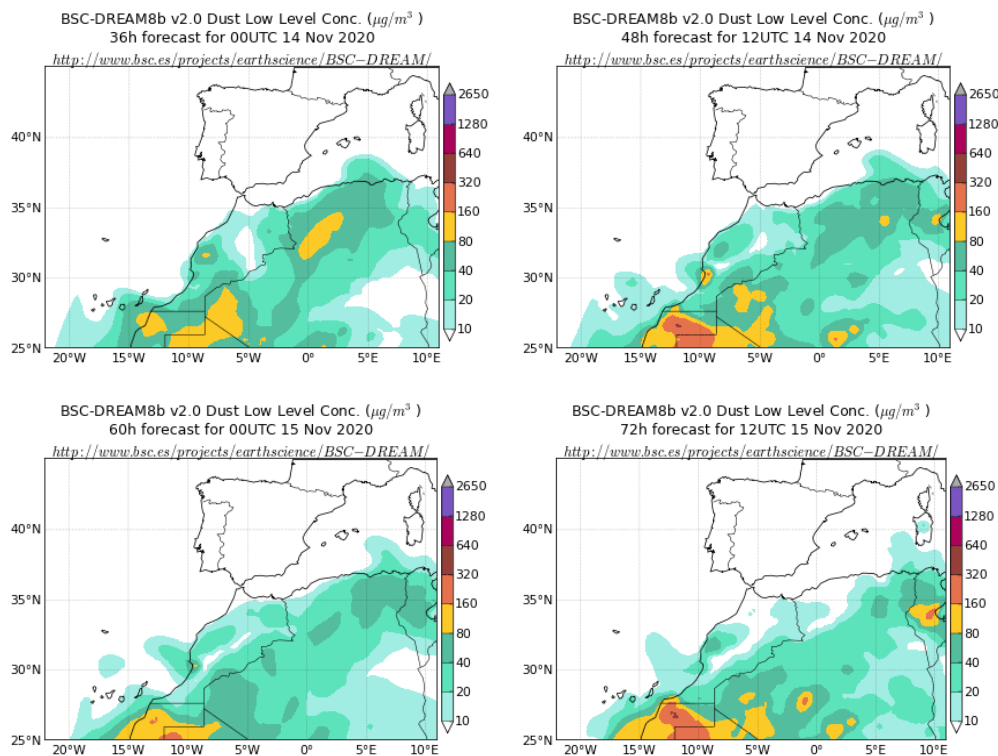 BSC-DREAM8b v2.0 Dust Low Level Conc. (μg/m³ )
36h forecast for 00UTC 14 Nov 2020
http://www.bsc.es/projects/earthscience/BSC−DREAM/
40°N
35°N
30°N
25°N
20°W 15°W 10°W 5°W 0°E 5°E 10°E
2650
1280
640
320
160
80
40
20
10
BSC-DREAM8b v2.0 Dust Low Level Conc. (μg/m³ )
48h forecast for 12UTC 14 Nov 2020
http://www.bsc.es/projects/earthscience/BSC−DREAM/
40°N
35°N
30°N
25°N
20°W 15°W 10°W 5°W 0°E 5°E 10°E
2650
1280
640
320
160
80
40
20
10
BSC-DREAM8b v2.0 Dust Low Level Conc. (μg/m³ )
60h forecast for 00UTC 15 Nov 2020
http://www.bsc.es/projects/earthscience/BSC−DREAM/
40°N
35°N
30°N
25°N
20°W 15°W 10°W 5°W 0°E 5°E 10°E
2650
1280
640
320
160
80
40
20
10
BSC-DREAM8b v2.0 Dust Low Level Conc. (μg/m³ )
72h forecast for 12UTC 15 Nov 2020
http://www.bsc.es/projects/earthscience/BSC−DREAM/
40°N
35°N
30°N
25°N
20°W 15°W 10°W 5°W 0°E 5°E 10°E
2650
1280
640
320
160
80
40
20
10